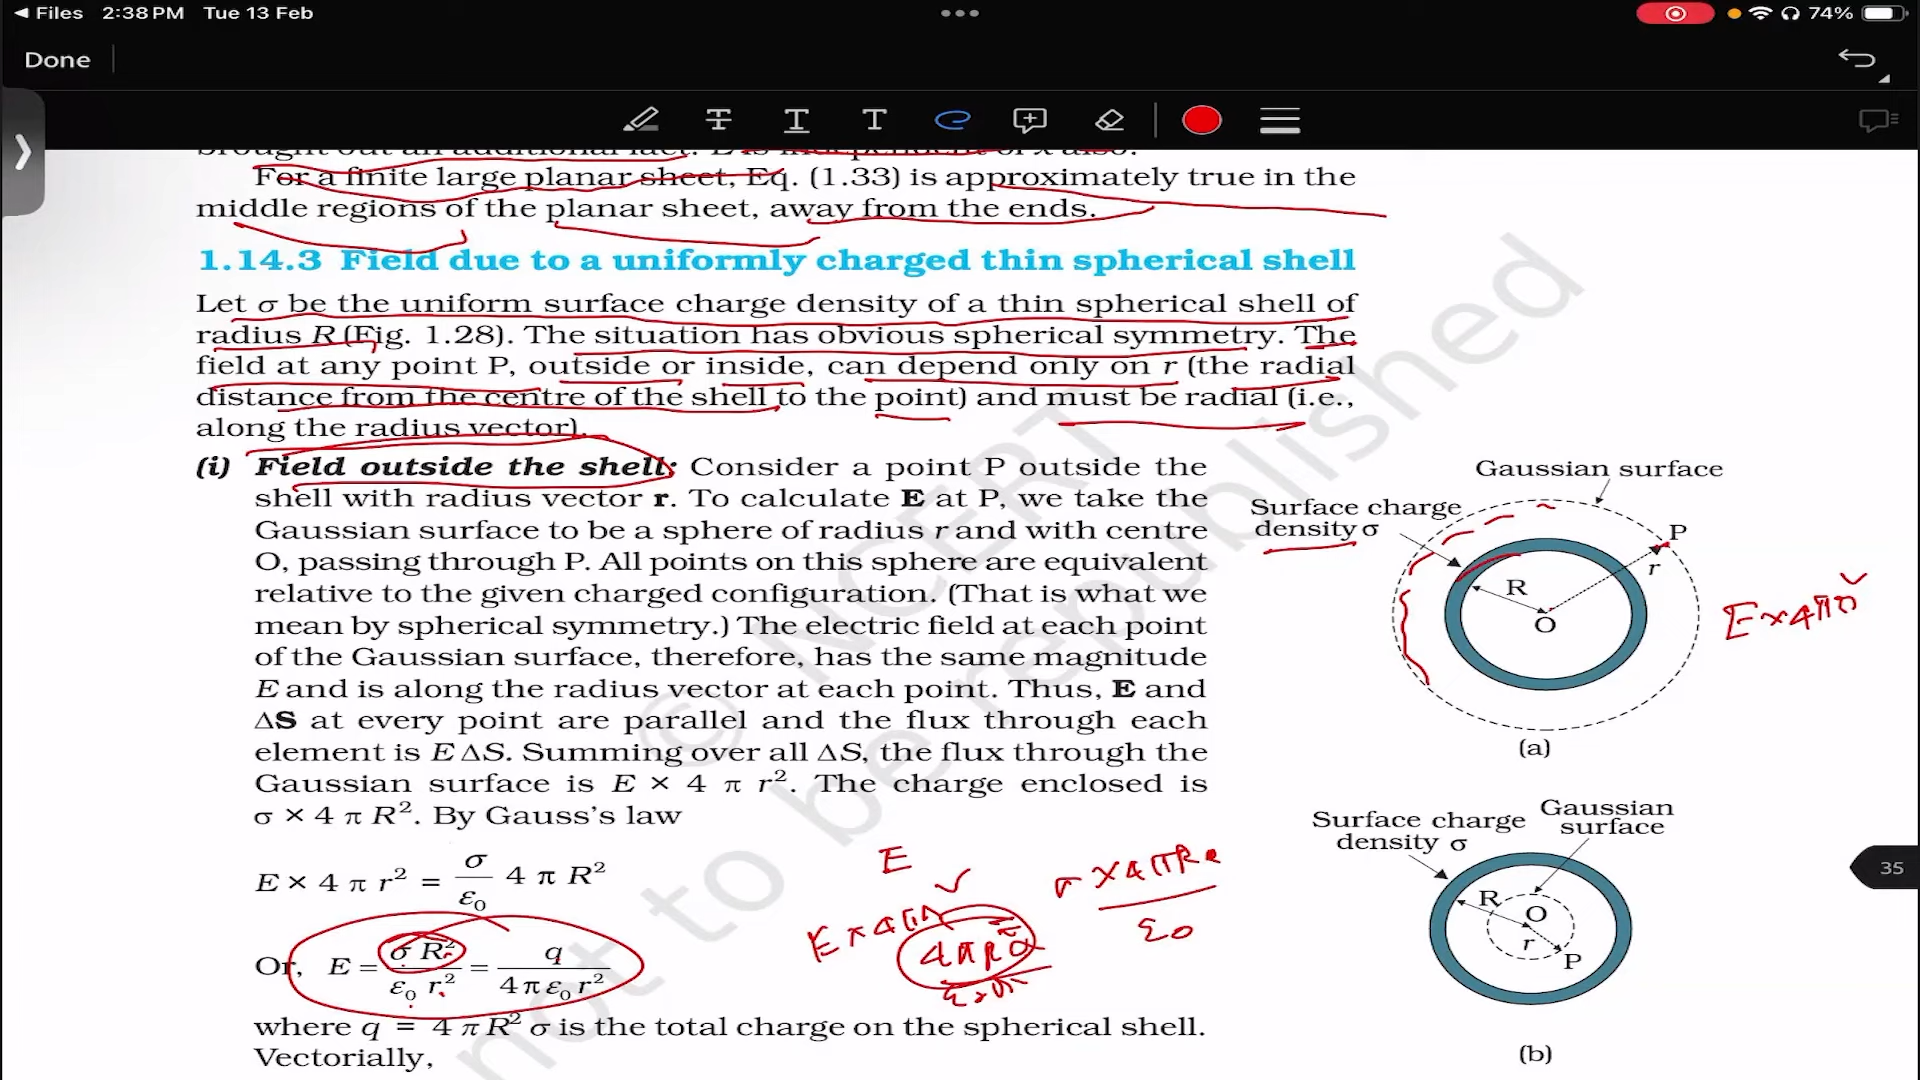 Files 2:38 PM Tue 13 Feb
74%
Done
For a finite large planar sheet, Eq. (1.33) is approximately true in the
middle regions of the planar sheet, away from the ends.
1.14.3 Field due to a uniformly charged thin spherical shell
Let σ be the uniform surface charge density of a thin spherical shell of
radius R (Fig. 1.28). The situation has obvious spherical symmetry. The
field at any point P, outside or inside, can depend only on r (the radial
distance from the centre of the shell to the point) and must be radial (i.e.,
along the radius vector).
(i) Field outside the shell: Consider a point P outside the
shell with radius vector r. To calculate E at P, we take the
Gaussian surface to be a sphere of radius r and with centre
O, passing through P. All points on this sphere are equivalent
relative to the given charged configuration. (That is what we
mean by spherical symmetry.) The electric field at each point
of the Gaussian surface, therefore, has the same magnitude
E and is along the radius vector at each point. Thus, E and
ΔS at every point are parallel and the flux through each
element is E ΔS. Summing over all ΔS, the flux through the
Gaussian surface is E × 4 π r². The charge enclosed is
σ × 4 π R². By Gauss's law
E × 4 π r² = σ/ε₀ 4 π R²
Or, E = σ R²/ε₀ r² = q/4 π ε₀ r²
where q = 4 π R² σ is the total charge on the spherical shell.
Vectorially,
Gaussian surface
Surface charge
density σ
P
r
R
O
(a)
E×4π
Surface charge
density σ
Gaussian
surface
R
O
r
P
(b)
E
E×4π
σ×4πR
ε₀
35
© NCERT
not to be republished